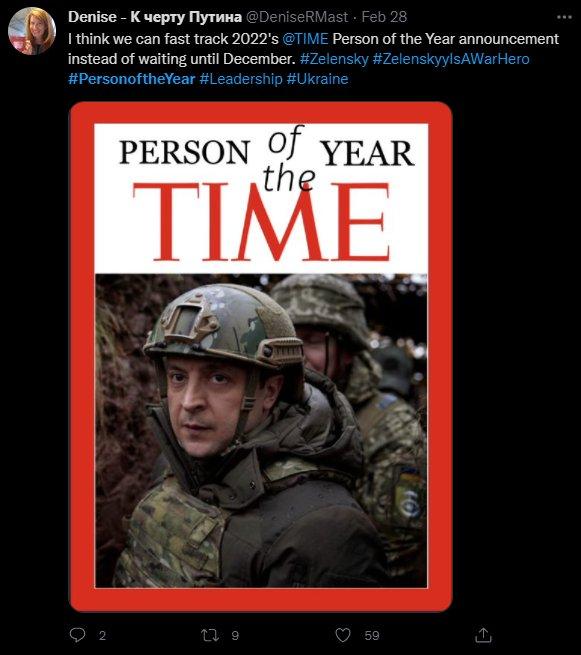 Denise - К черту Путина @DeniseRMast · Feb 28
I think we can fast track 2022's @TIME Person of the Year announcement
instead of waiting until December. #Zelensky #ZelenskyyIsAWarHero
#PersonoftheYear #Leadership #Ukraine
PERSON of the YEAR
TIME
2 9 59